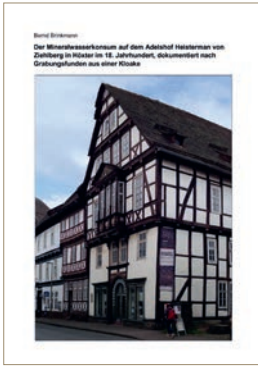 Bernd Brinkmann
Der Mineralwasserkonsum auf dem Adelshof Heisterman von
Ziehlberg in Höxter im 18. Jahrhundert, dokumentiert nach
Grabungsfunden aus einer Kloake